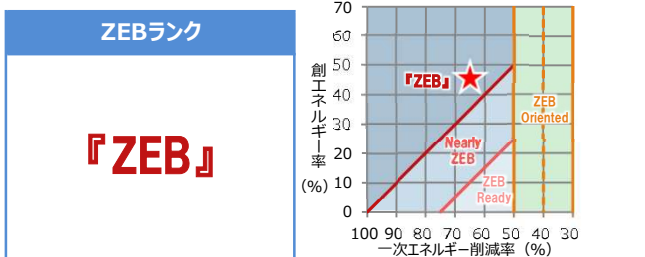 ZEBランク
『ZEB』
創エネルギー率
(%)
70
60
50
40
30
20
10
0
『ZEB』
Nearly
ZEB
ZEB
Ready
ZEB
Oriented
100 90 80 70 60 50 40 30
一次エネルギー削減率 (%)